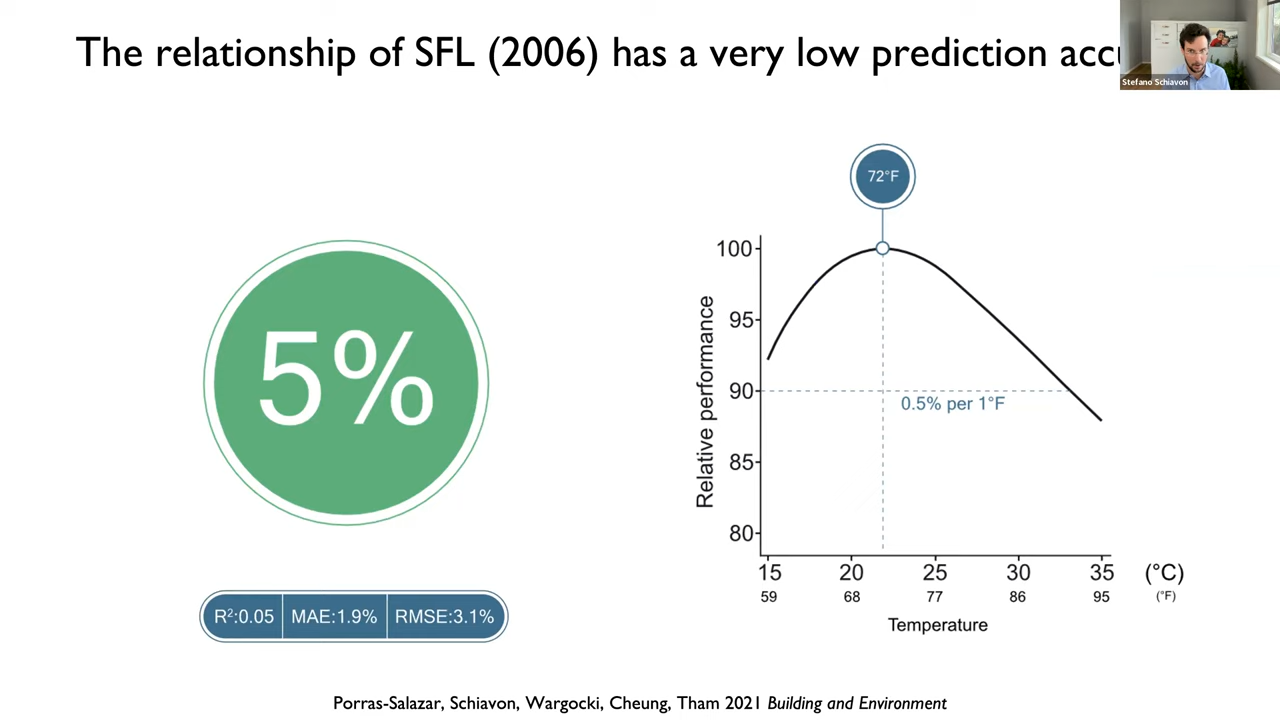 The relationship of SFL (2006) has a very low prediction
Stefano Schiavon
72°F
5%
100
95
90
85
80
Relative performance
0.5% per 1°F
15 20 25 30 35 (°C)
59 68 77 86 95 (°F)
Temperature
R²:0.05 MAE:1.9% RMSE:3.1%
Porras-Salazar, Schiavon, Wargocki, Cheung, Tham 2021 Building and Environment